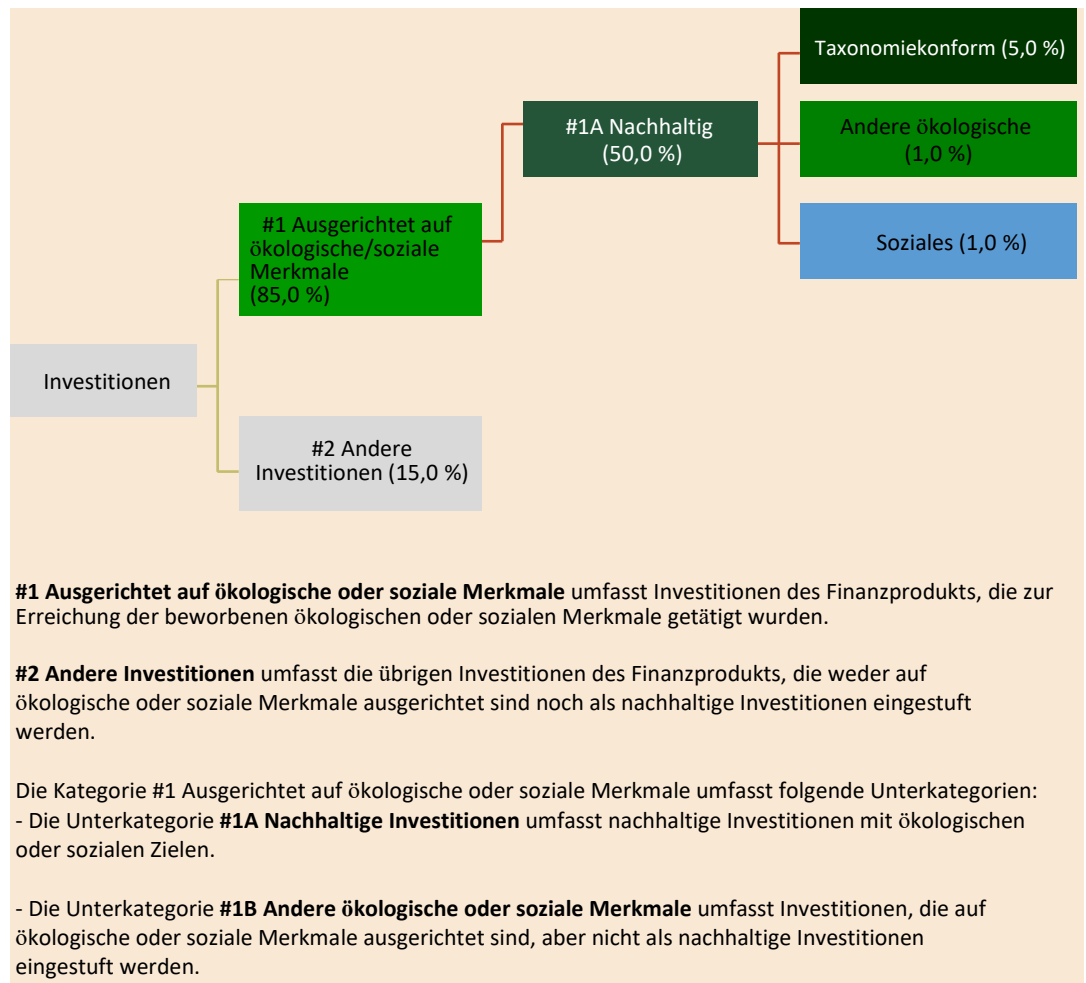 Taxonomiekonform (5,0 %)
#1A Nachhaltig
(50,0 %)
Andere ökologische
(1,0 %)
#1 Ausgerichtet auf
ökologische/soziale
Merkmale
(85,0 %)
Soziales (1,0 %)
Investitionen
#2 Andere
Investitionen (15,0 %)
#1 Ausgerichtet auf ökologische oder soziale Merkmale umfasst Investitionen des Finanzprodukts, die zur
Erreichung der beworbenen ökologischen oder sozialen Merkmale getätigt wurden.
#2 Andere Investitionen umfasst die übrigen Investitionen des Finanzprodukts, die weder auf
ökologische oder soziale Merkmale ausgerichtet sind noch als nachhaltige Investitionen eingestuft
werden.
Die Kategorie #1 Ausgerichtet auf ökologische oder soziale Merkmale umfasst folgende Unterkategorien:
- Die Unterkategorie #1A Nachhaltige Investitionen umfasst nachhaltige Investitionen mit ökologischen
oder sozialen Zielen.
- Die Unterkategorie #1B Andere ökologische oder soziale Merkmale umfasst Investitionen, die auf
ökologische oder soziale Merkmale ausgerichtet sind, aber nicht als nachhaltige Investitionen
eingestuft werden.